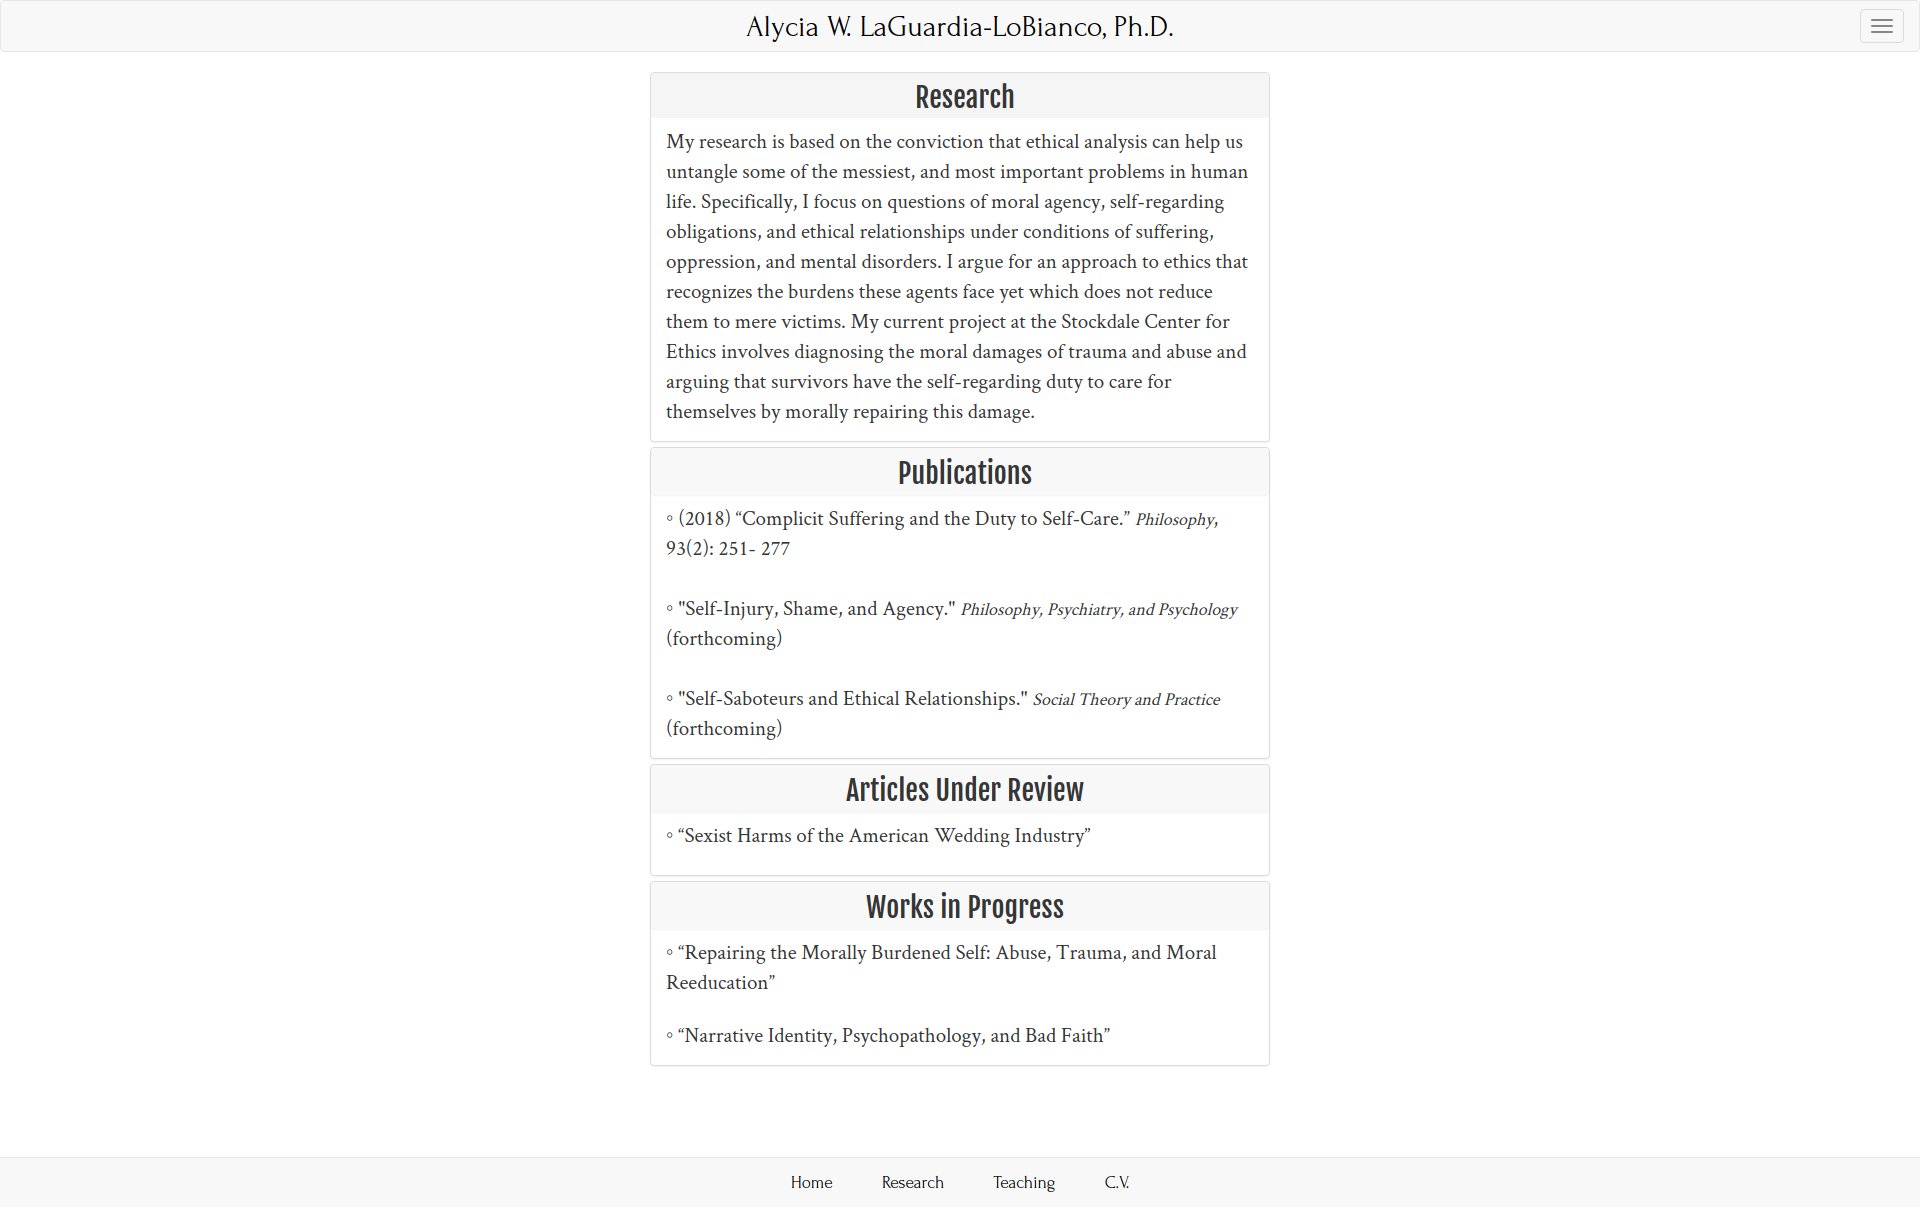 Alycia W. LaGuardia-LoBianco, Ph.D.
Research
My research is based on the conviction that ethical analysis can help us
untangle some of the messiest, and most important problems in human
life. Specifically, I focus on questions of moral agency, self-regarding
obligations, and ethical relationships under conditions of suffering,
oppression, and mental disorders. I argue for an approach to ethics that
recognizes the burdens these agents face yet which does not reduce
them to mere victims. My current project at the Stockdale Center for
Ethics involves diagnosing the moral damages of trauma and abuse and
arguing that survivors have the self-regarding duty to care for
themselves by morally repairing this damage.
Publications
◦ (2018) “Complicit Suffering and the Duty to Self-Care.” Philosophy,
93(2): 251- 277
◦ "Self-Injury, Shame, and Agency." Philosophy, Psychiatry, and Psychology
(forthcoming)
◦ "Self-Saboteurs and Ethical Relationships." Social Theory and Practice
(forthcoming)
Articles Under Review
◦ “Sexist Harms of the American Wedding Industry”
Works in Progress
◦ “Repairing the Morally Burdened Self: Abuse, Trauma, and Moral
Reeducation”
◦ “Narrative Identity, Psychopathology, and Bad Faith”
Home Research Teaching C.V.